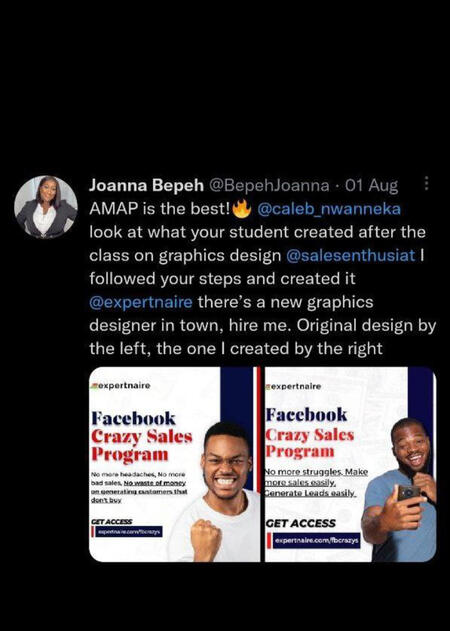 Joanna Bepeh @BepehJoanna · 01 Aug
AMAP is the best!🔥 @caleb_nwanneka
look at what your student created after the
class on graphics design @salesenthusiat I
followed your steps and created it
@expertnaire there's a new graphics
designer in town, hire me. Original design by
the left, the one I created by the right
expertnaire
Facebook
Crazy Sales
Program
No more headaches, No more
bad sales, No waste of money
on generating customers that
don't buy
GET ACCESS
expertnaire.com/fbcrazys
expertnaire
Facebook
Crazy Sales
Program
No more struggles, Make
more sales easily,
Generate Leads easily
GET ACCESS
expertnaire.com/fbcrazys